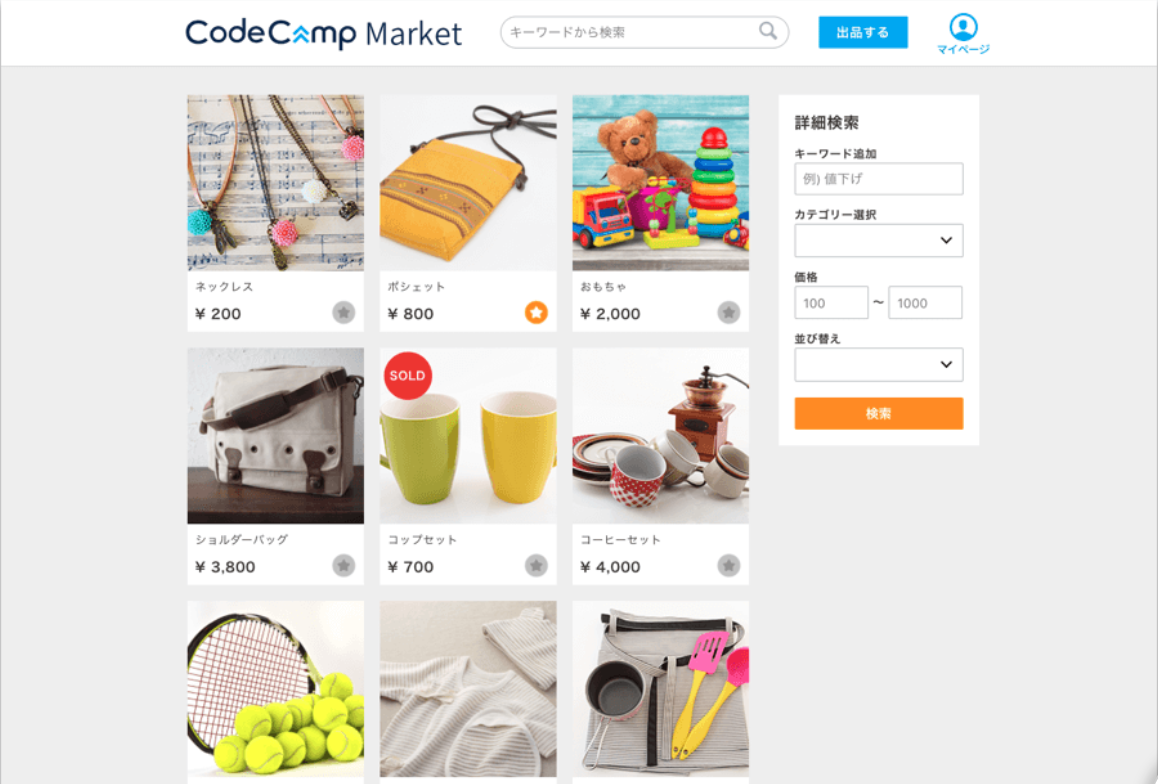 CodeCamp Market
キーワードから検索
出品する
マイページ
ネックレス
¥ 200
ポシェット
¥ 800
おもちゃ
¥ 2,000
詳細検索
キーワード追加
例) 値下げ
カテゴリー選択
価格
100 〜 1000
並び替え
検索
ショルダーバッグ
¥ 3,800
SOLD
コップセット
¥ 700
コーヒーセット
¥ 4,000